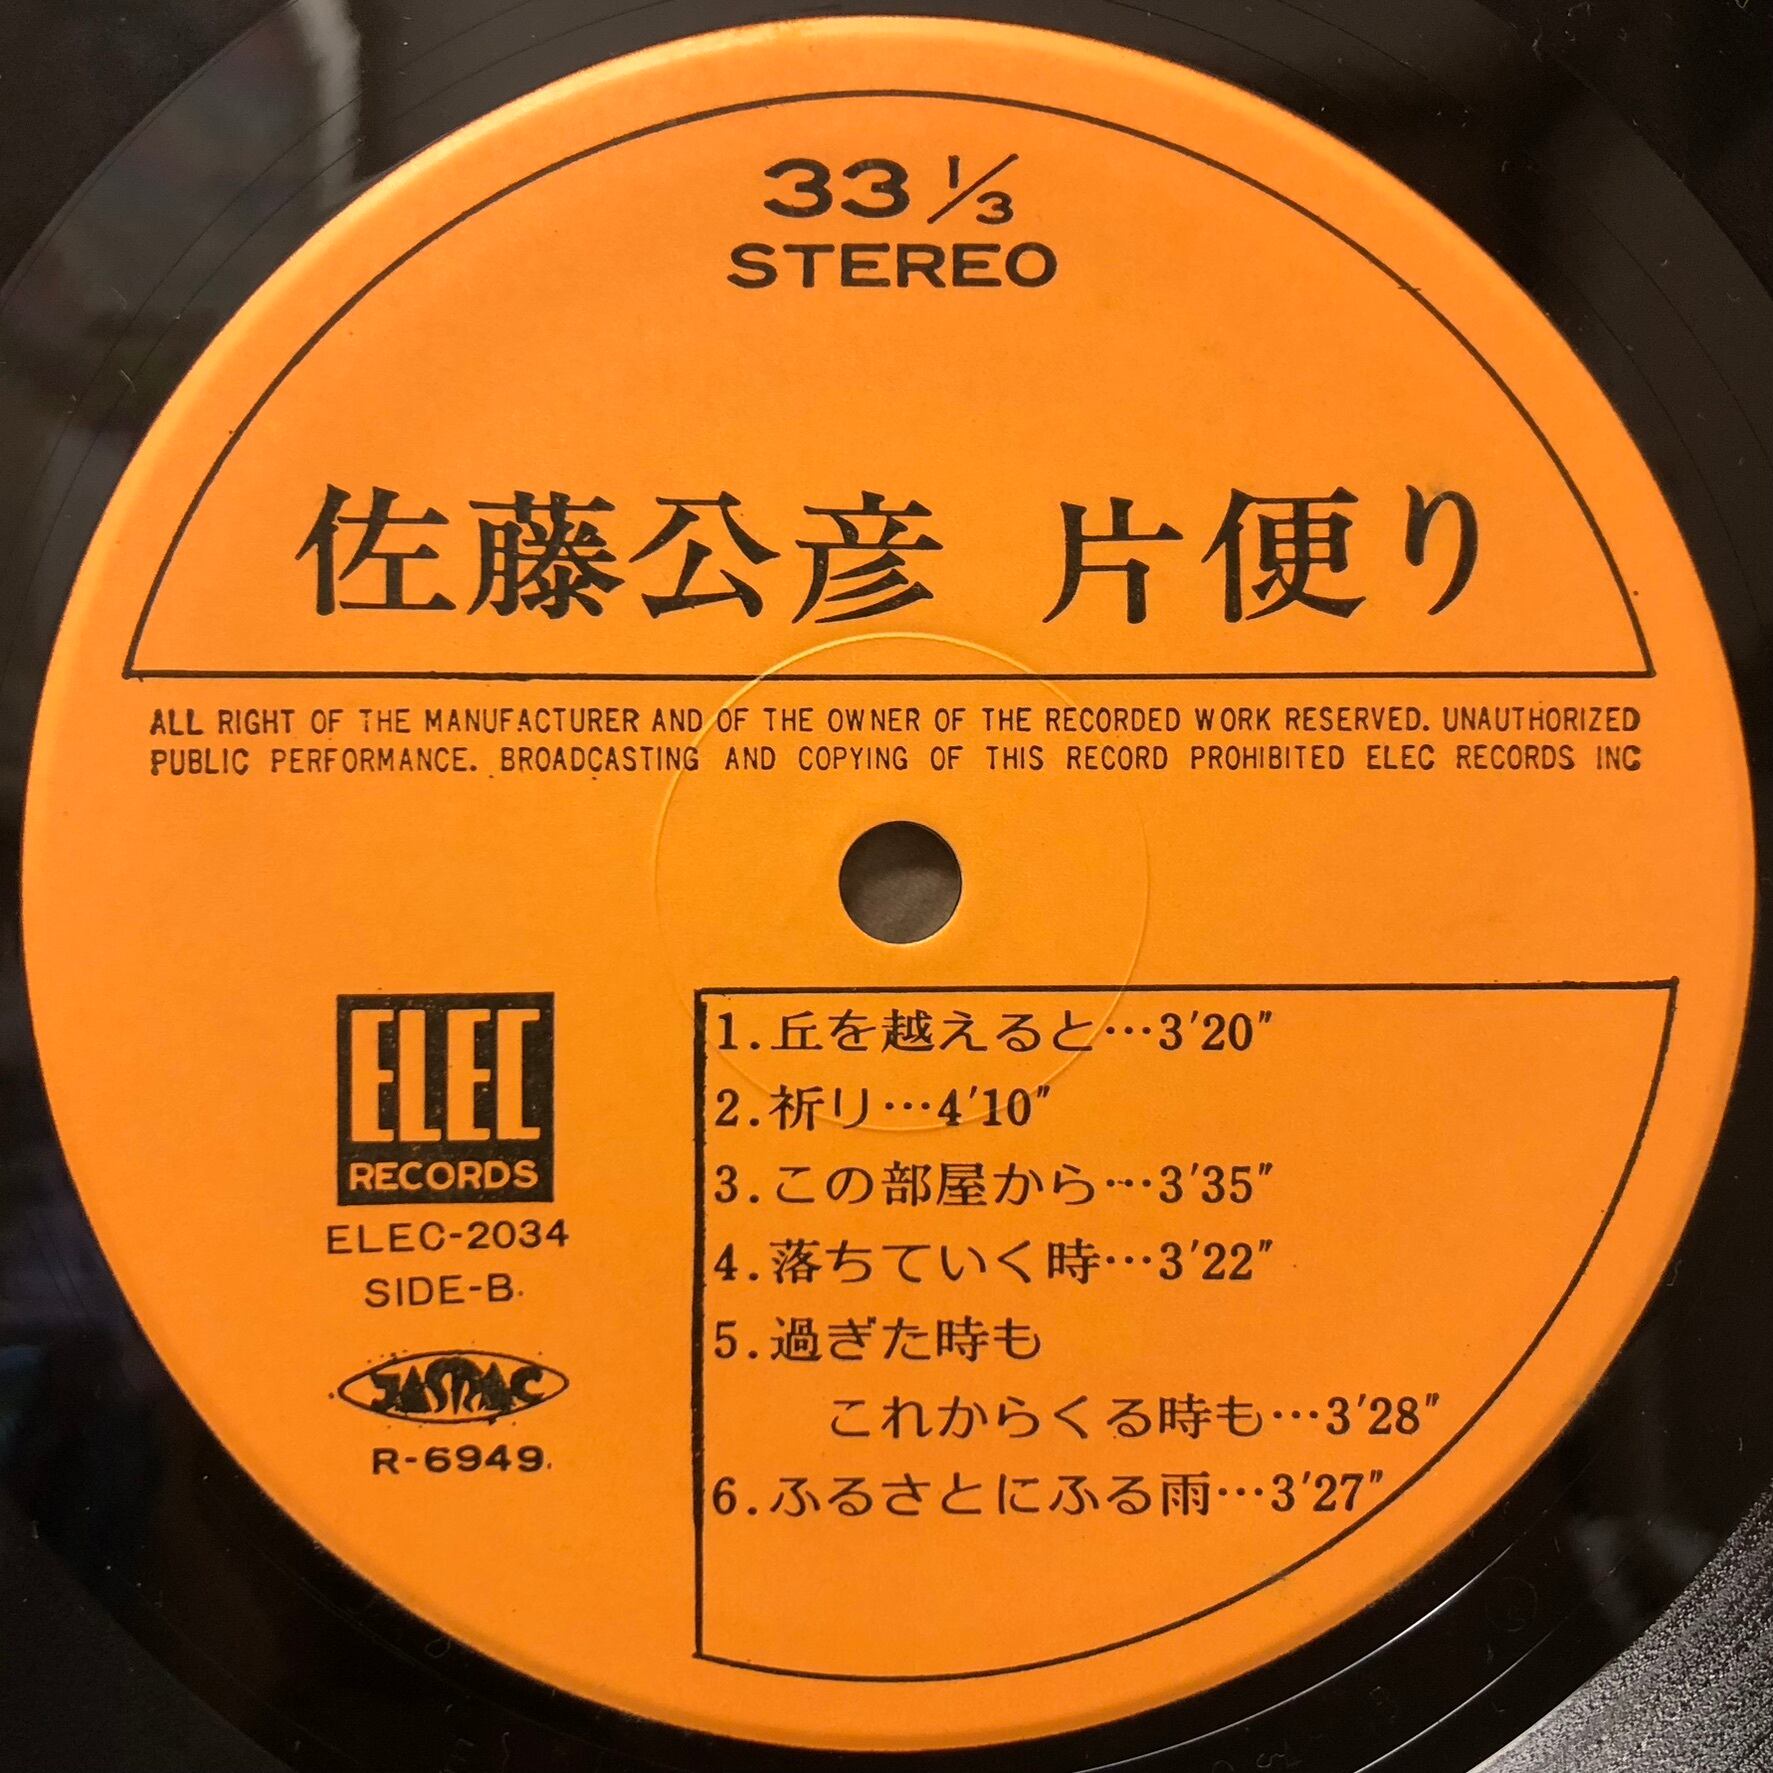 33 1/3
STEREO
佐藤公彦 片便り
ALL RIGHT OF THE MANUFACTURER AND OF THE OWNER OF THE RECORDED WORK RESERVED. UNAUTHORIZED
PUBLIC PERFORMANCE. BROADCASTING AND COPYING OF THIS RECORD PROHIBITED ELEC RECORDS INC
ELEC
RECORDS
ELEC-2034
SIDE-B.
JASRAC
R-6949.
1.丘を越えると…3′20″
2.祈り…4′10″
3.この部屋から…3′35″
4.落ちていく時…3′22″
5.過ぎた時も
これからくる時も…3′28″
6.ふるさとにふる雨…3′27″